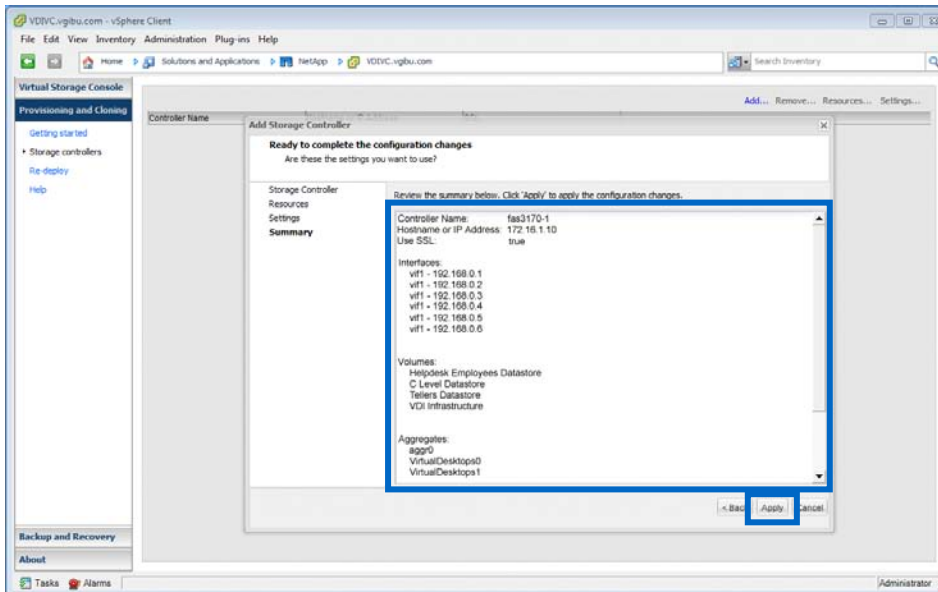 VDIVC.vgibu.com - vSphere Client
File Edit View Inventory Administration Plug-ins Help
Home Solutions and Applications NetApp VDIVC.vgibu.com Search Inventory
Virtual Storage Console
Provisioning and Cloning
Getting started
Storage controllers
Re-deploy
Help
Backup and Recovery
About
Add... Remove... Resources... Settings...
Controller Name
Add Storage Controller
Ready to complete the configuration changes
Are these the settings you want to use?
Storage Controller
Resources
Settings
Summary
Review the summary below. Click 'Apply' to apply the configuration changes.
Controller Name: fas3170-1
Hostname or IP Address: 172.16.1.10
Use SSL: true
Interfaces:
vif1 - 192.168.0.1
vif1 - 192.168.0.2
vif1 - 192.168.0.3
vif1 - 192.168.0.4
vif1 - 192.168.0.5
vif1 - 192.168.0.6
Volumes:
Helpdesk Employees Datastore
C Level Datastore
Tellers Datastore
VDI Infrastructure
Aggregates:
aggr0
VirtualDesktops0
VirtualDesktops1
< Back Apply Cancel
Tasks Alarms Administrator